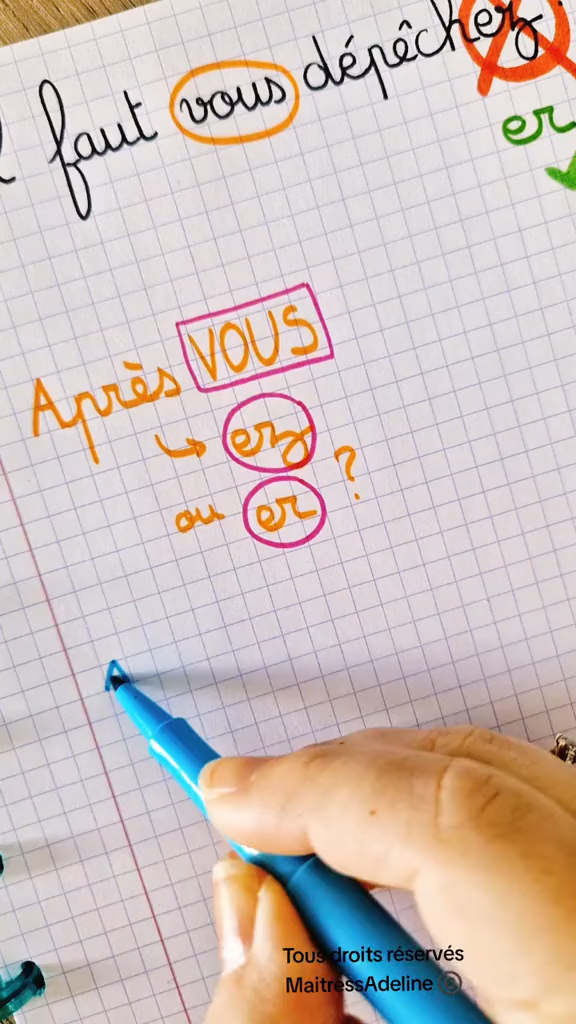 faut vous dépêchez !
er
Après VOUS
↳ ez
ou er ?
Tous droits réservés
MaitressAdeline ©